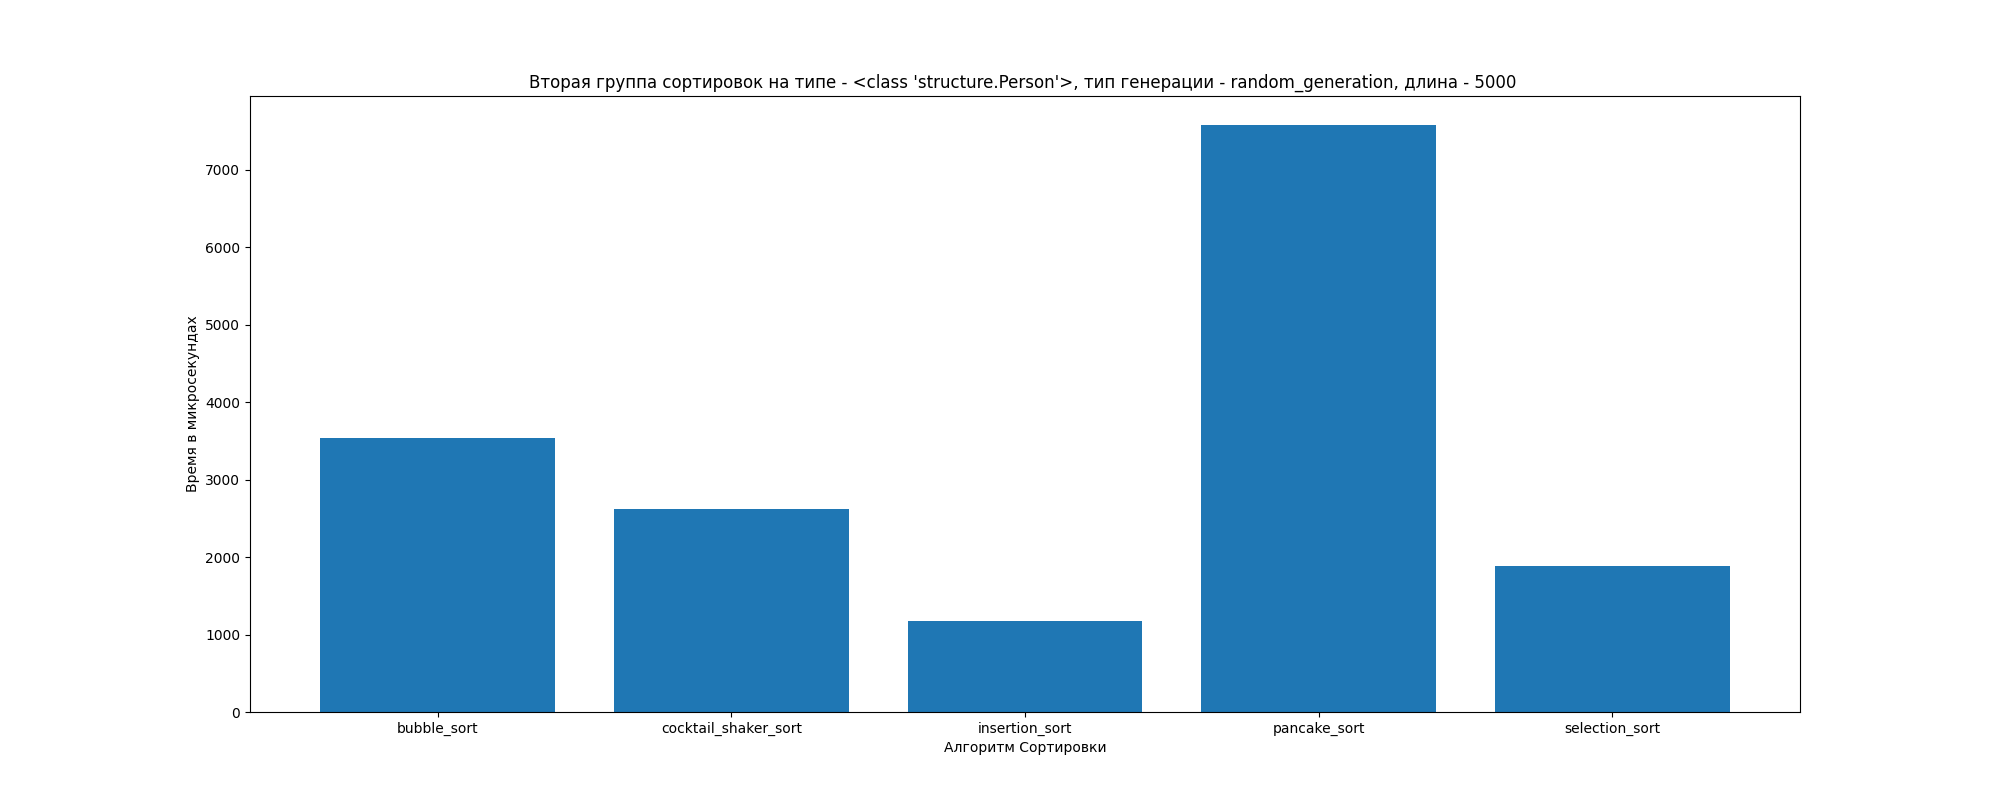 Вторая группа сортировок на типе - <class 'structure.Person'>, тип генерации - random_generation, длина - 5000
Время в микросекундах
7000
6000
5000
4000
3000
2000
1000
0
bubble_sort
cocktail_shaker_sort
insertion_sort
pancake_sort
selection_sort
Алгоритм Сортировки